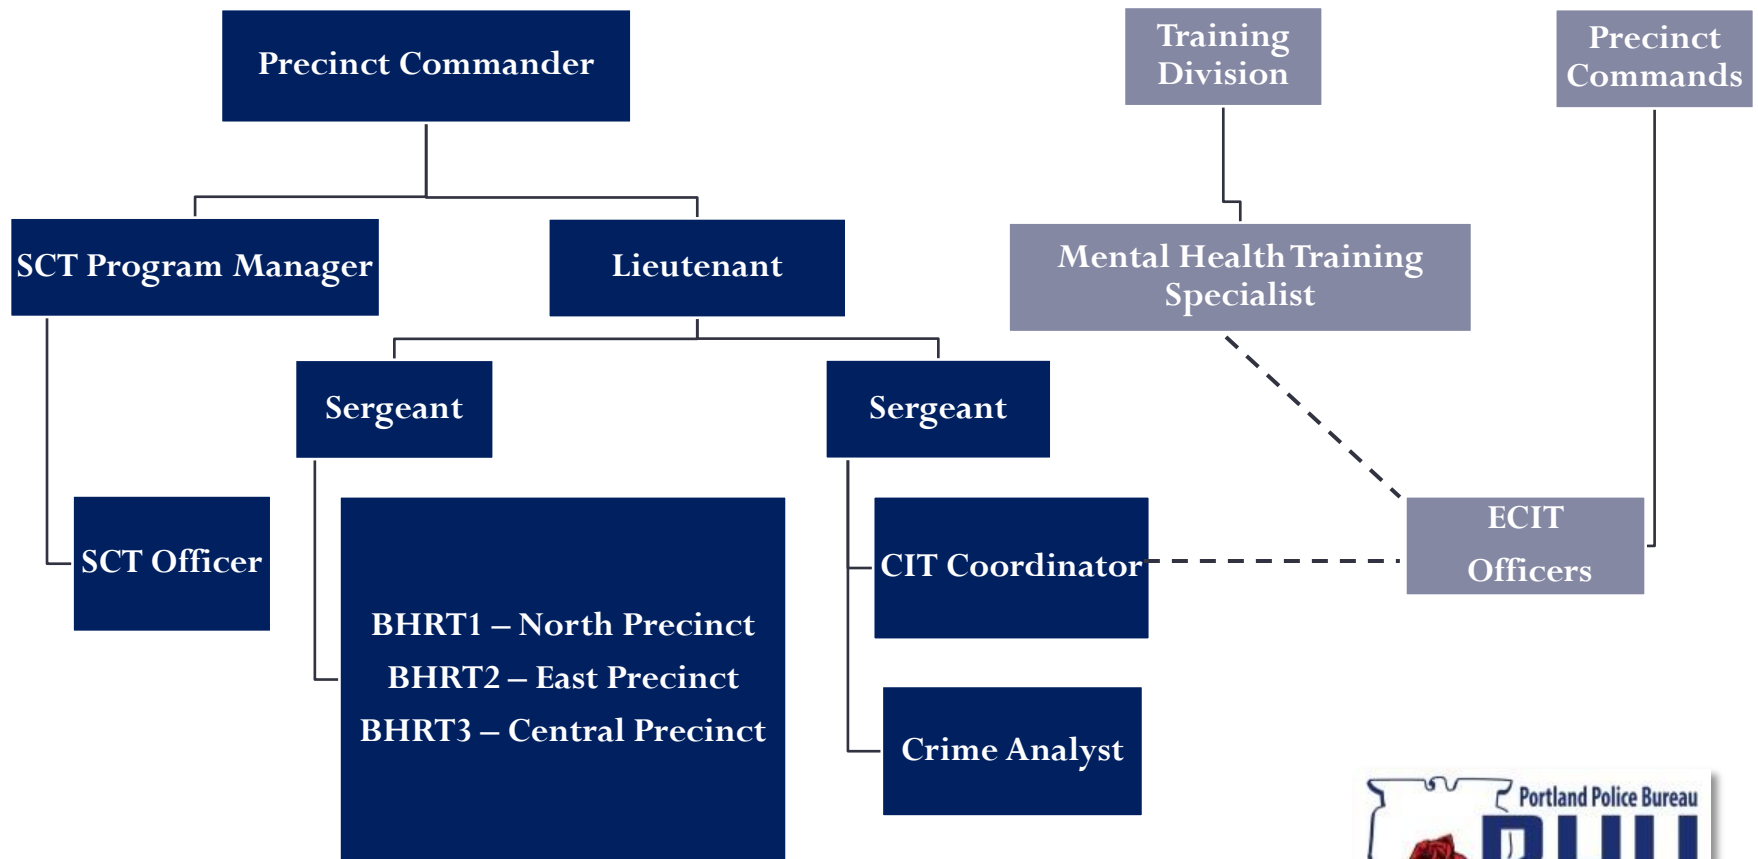 Precinct Commander
Training
Division
Precinct
Commands
SCT Program Manager
Lieutenant
Mental Health Training
Specialist
Sergeant
Sergeant
SCT Officer
BHRT1 – North Precinct
BHRT2 – East Precinct
BHRT3 – Central Precinct
CIT Coordinator
Crime Analyst
ECIT
Officers
Portland Police Bureau